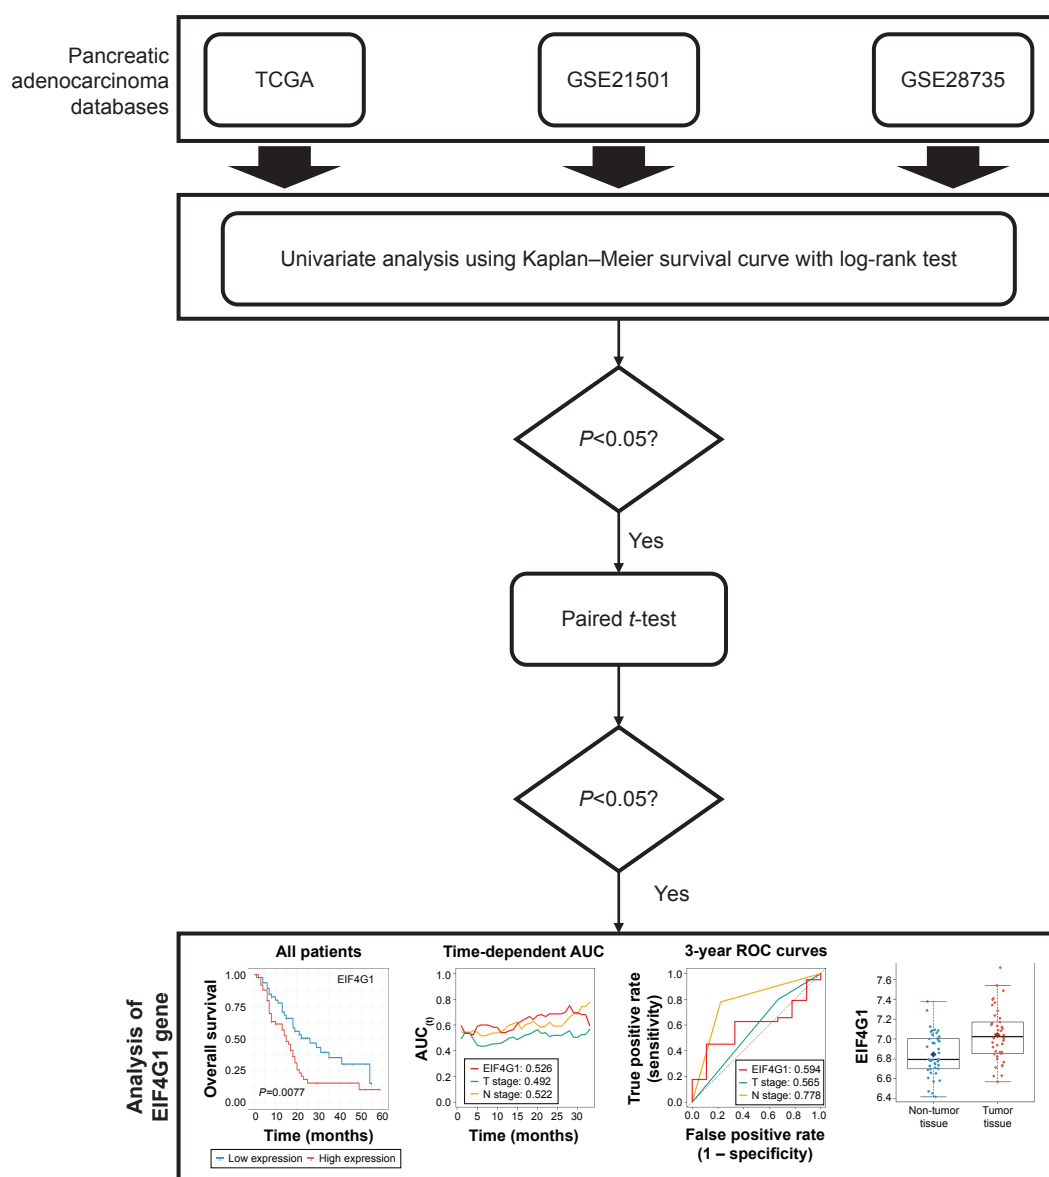 Pancreatic
adenocarcinoma
databases
TCGA
GSE21501
GSE28735
Univariate analysis using Kaplan–Meier survival curve with log-rank test
P<0.05?
Yes
Paired t-test
P<0.05?
Yes
Analysis of
EIF4G1 gene
All patients
EIF4G1
Overall survival
1.00
0.75
0.50
0.25
0.00
P=0.0077
0 10 20 30 40 50 60
Time (months)
Low expression High expression
Time-dependent AUC
AUC(t)
1.0
0.8
0.6
0.4
0.2
0.0
EIF4G1: 0.526
T stage: 0.492
N stage: 0.522
0 5 10 15 20 25 30
Time (months)
3-year ROC curves
True positive rate
(sensitivity)
1.0
0.8
0.6
0.4
0.2
0.0
EIF4G1: 0.594
T stage: 0.565
N stage: 0.778
0.0 0.2 0.4 0.6 0.8 1.0
False positive rate
(1 – specificity)
EIF4G1
7.6
7.4
7.2
7.0
6.8
6.6
6.4
Non-tumor
tissue
Tumor
tissue